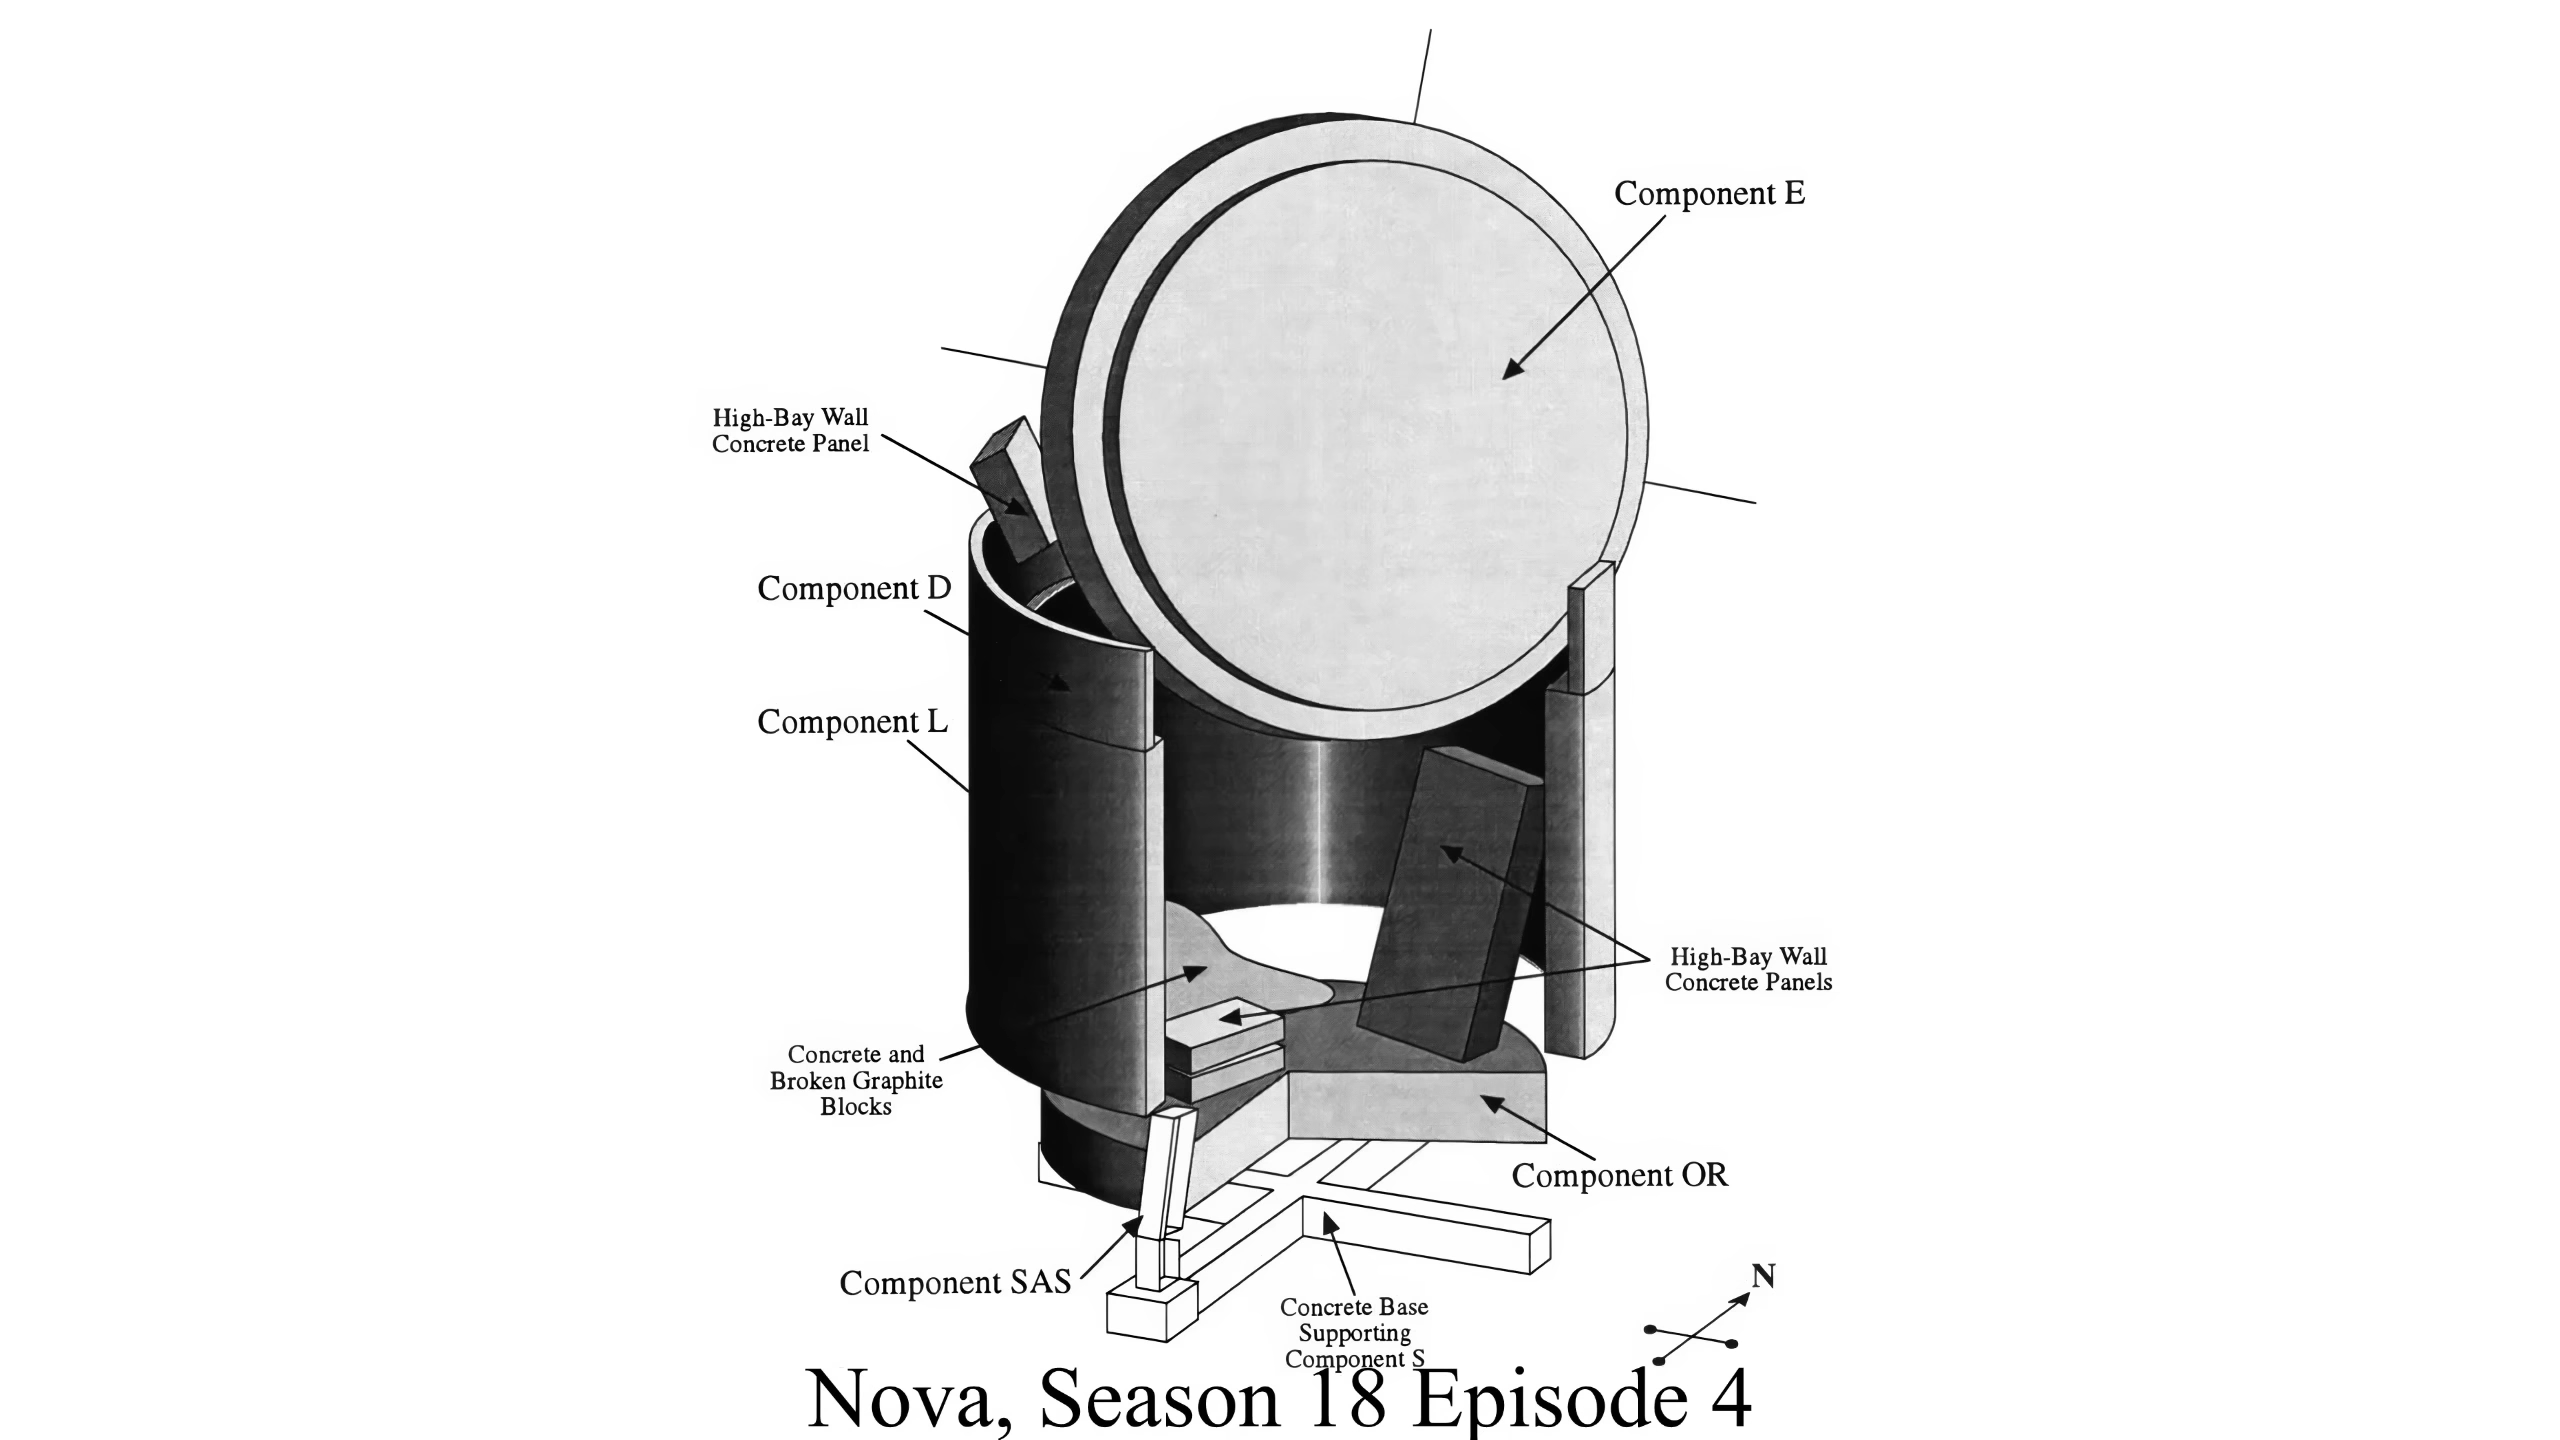 Component E
High-Bay Wall
Concrete Panel
Component D
Component L
High-Bay Wall
Concrete Panels
Concrete and
Broken Graphite
Blocks
Component OR
Component SAS
N
Concrete Base
Supporting
Component S
Nova, Season 18 Episode 4